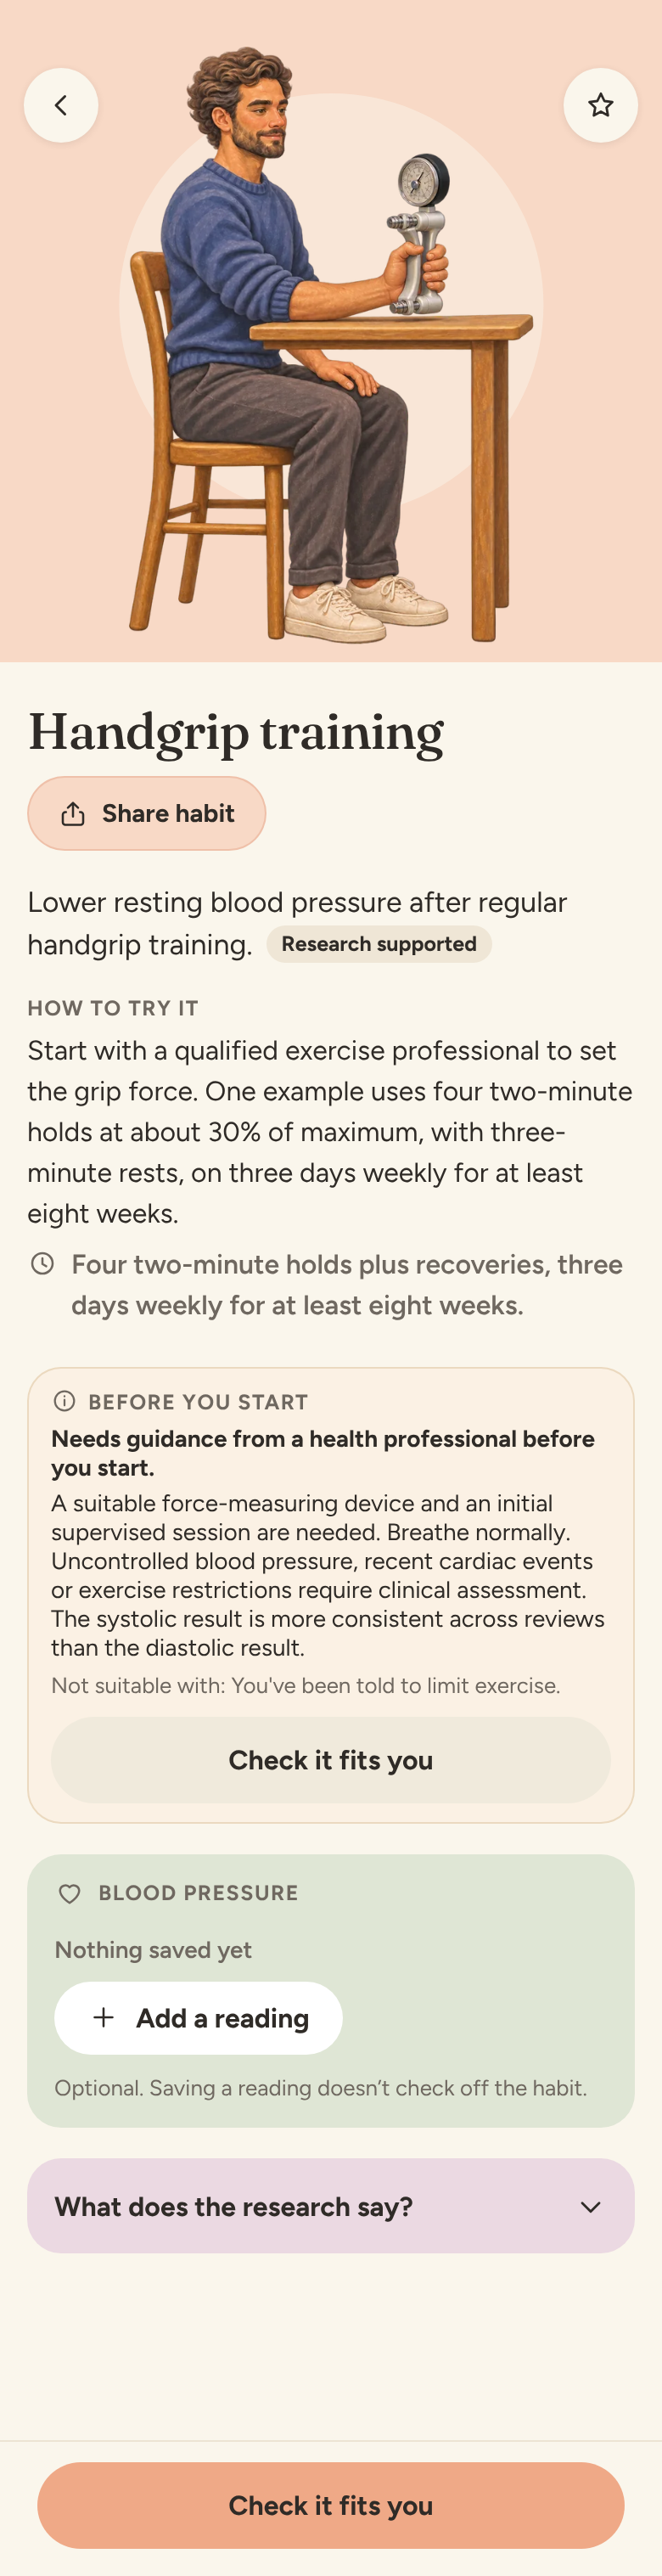 Handgrip training
Share habit
Lower resting blood pressure after regular
handgrip training. Research supported
HOW TO TRY IT
Start with a qualified exercise professional to set
the grip force. One example uses four two-minute
holds at about 30% of maximum, with three-
minute rests, on three days weekly for at least
eight weeks.
Four two-minute holds plus recoveries, three
days weekly for at least eight weeks.
BEFORE YOU START
Needs guidance from a health professional before
you start.
A suitable force-measuring device and an initial
supervised session are needed. Breathe normally.
Uncontrolled blood pressure, recent cardiac events
or exercise restrictions require clinical assessment.
The systolic result is more consistent across reviews
than the diastolic result.
Not suitable with: You've been told to limit exercise.
Check it fits you
BLOOD PRESSURE
Nothing saved yet
Add a reading
Optional. Saving a reading doesn’t check off the habit.
What does the research say?
Check it fits you